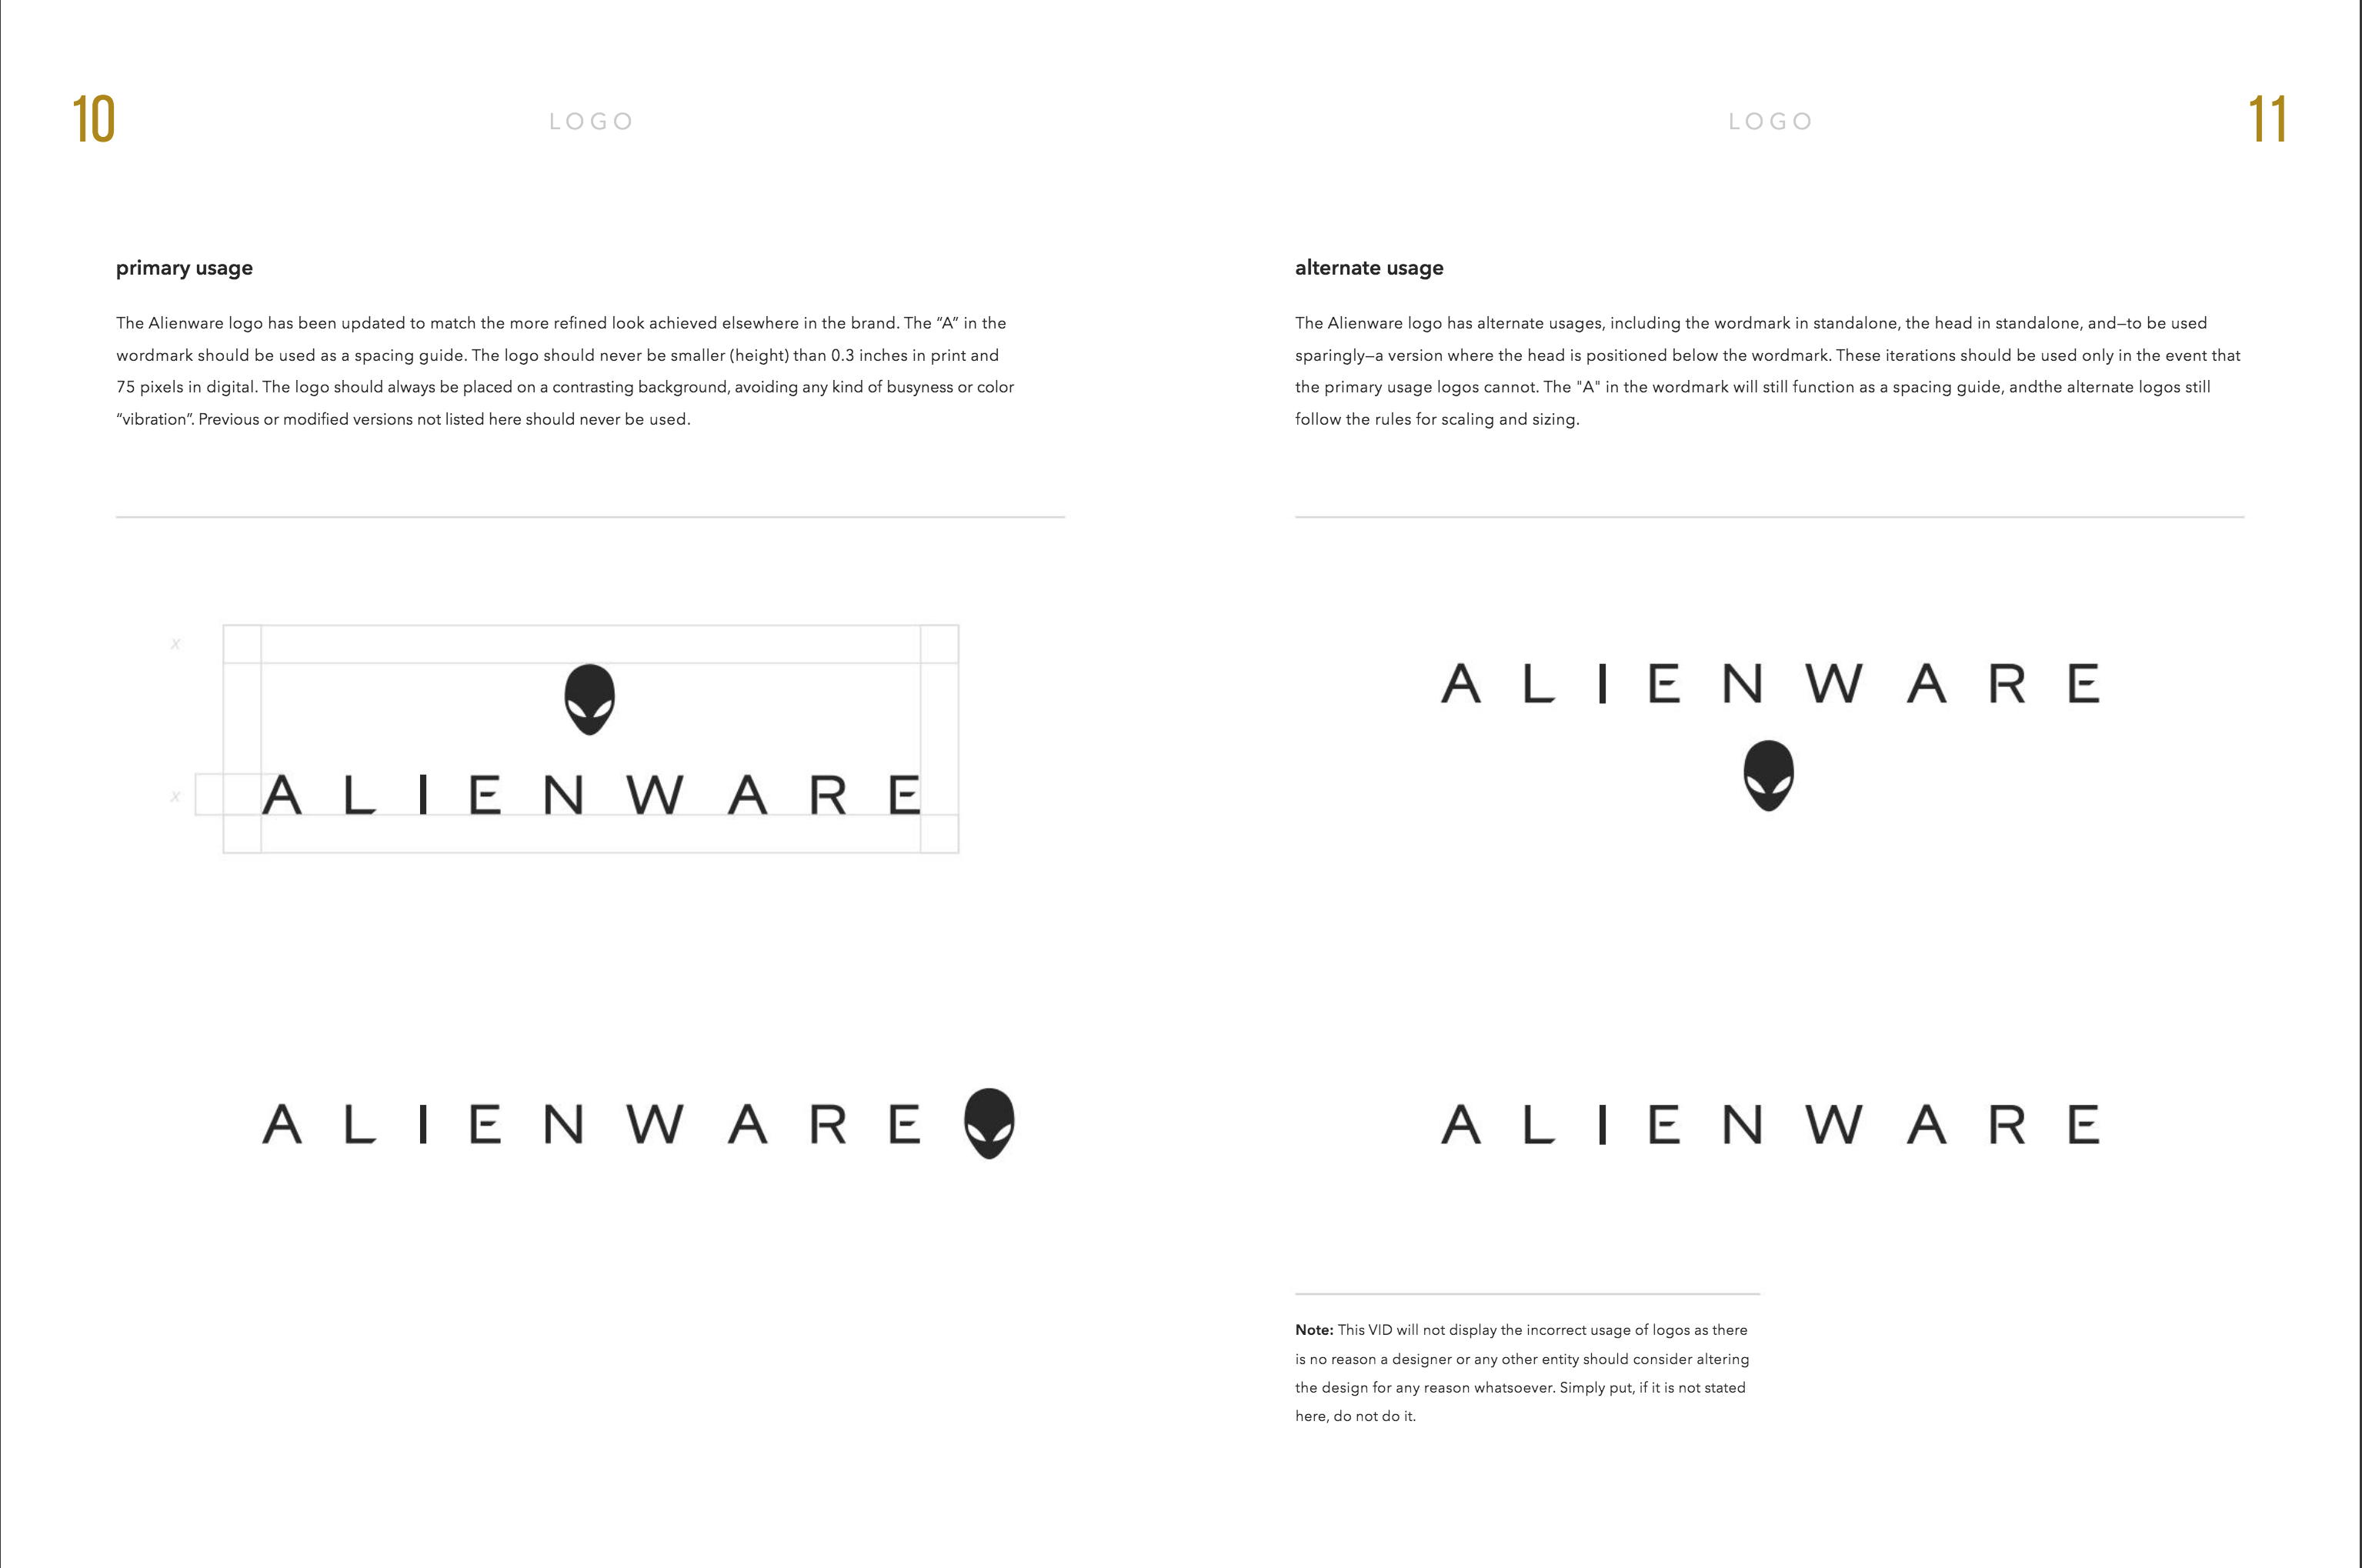 10
LOGO
primary usage
The Alienware logo has been updated to match the more refined look achieved elsewhere in the brand. The “A” in the
wordmark should be used as a spacing guide. The logo should never be smaller (height) than 0.3 inches in print and
75 pixels in digital. The logo should always be placed on a contrasting background, avoiding any kind of busyness or color
“vibration”. Previous or modified versions not listed here should never be used.
x
x
ALIENWARE
ALIENWARE
LOGO
11
alternate usage
The Alienware logo has alternate usages, including the wordmark in standalone, the head in standalone, and—to be used
sparingly—a version where the head is positioned below the wordmark. These iterations should be used only in the event that
the primary usage logos cannot. The "A" in the wordmark will still function as a spacing guide, andthe alternate logos still
follow the rules for scaling and sizing.
ALIENWARE
ALIENWARE
Note: This VID will not display the incorrect usage of logos as there
is no reason a designer or any other entity should consider altering
the design for any reason whatsoever. Simply put, if it is not stated
here, do not do it.